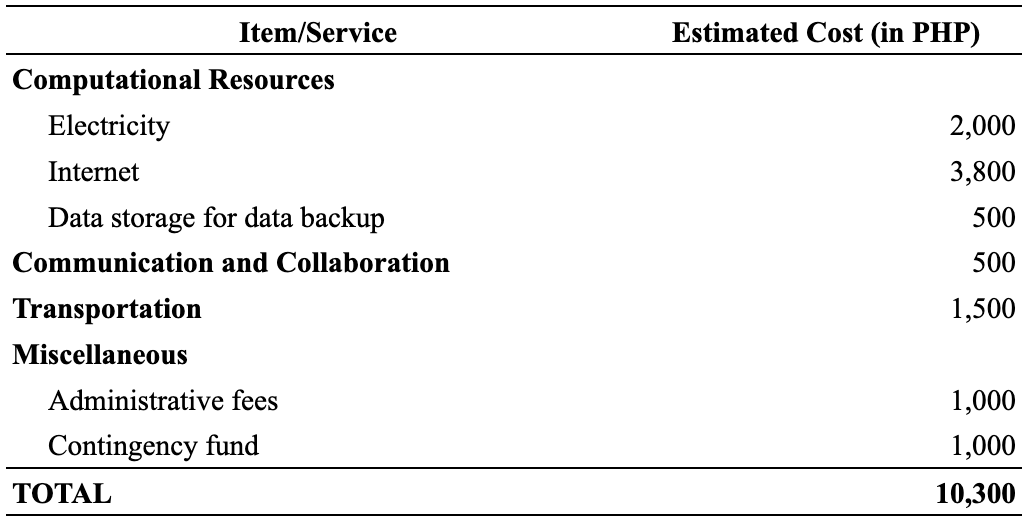 Item/Service Estimated Cost (in PHP)
Computational Resources
Electricity 2,000
Internet 3,800
Data storage for data backup 500
Communication and Collaboration 500
Transportation 1,500
Miscellaneous
Administrative fees 1,000
Contingency fund 1,000
TOTAL 10,300